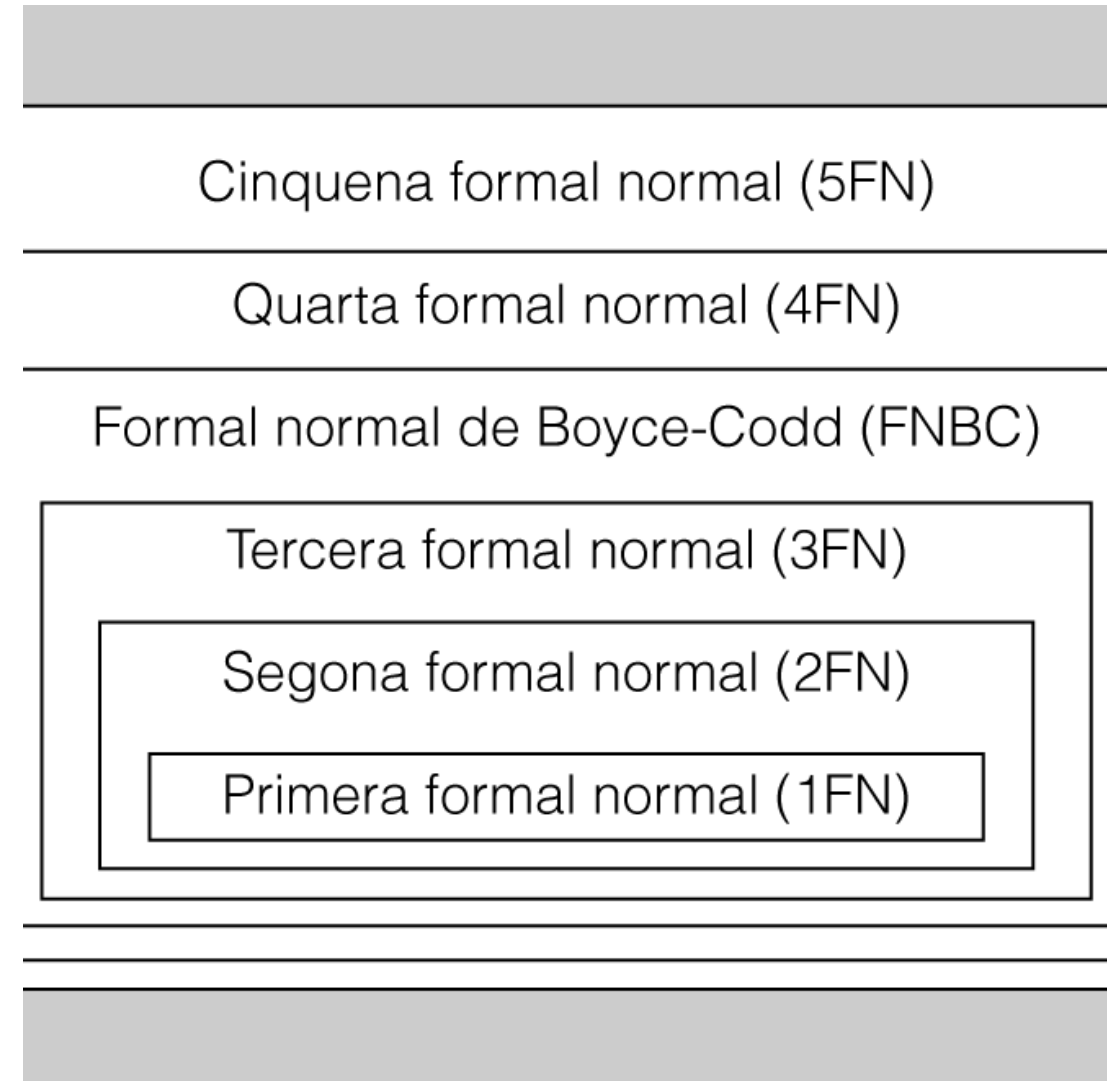 Cinquena formal normal (5FN)
Quarta formal normal (4FN)
Formal normal de Boyce-Codd (FNBC)
Tercera formal normal (3FN)
Segona formal normal (2FN)
Primera formal normal (1FN)